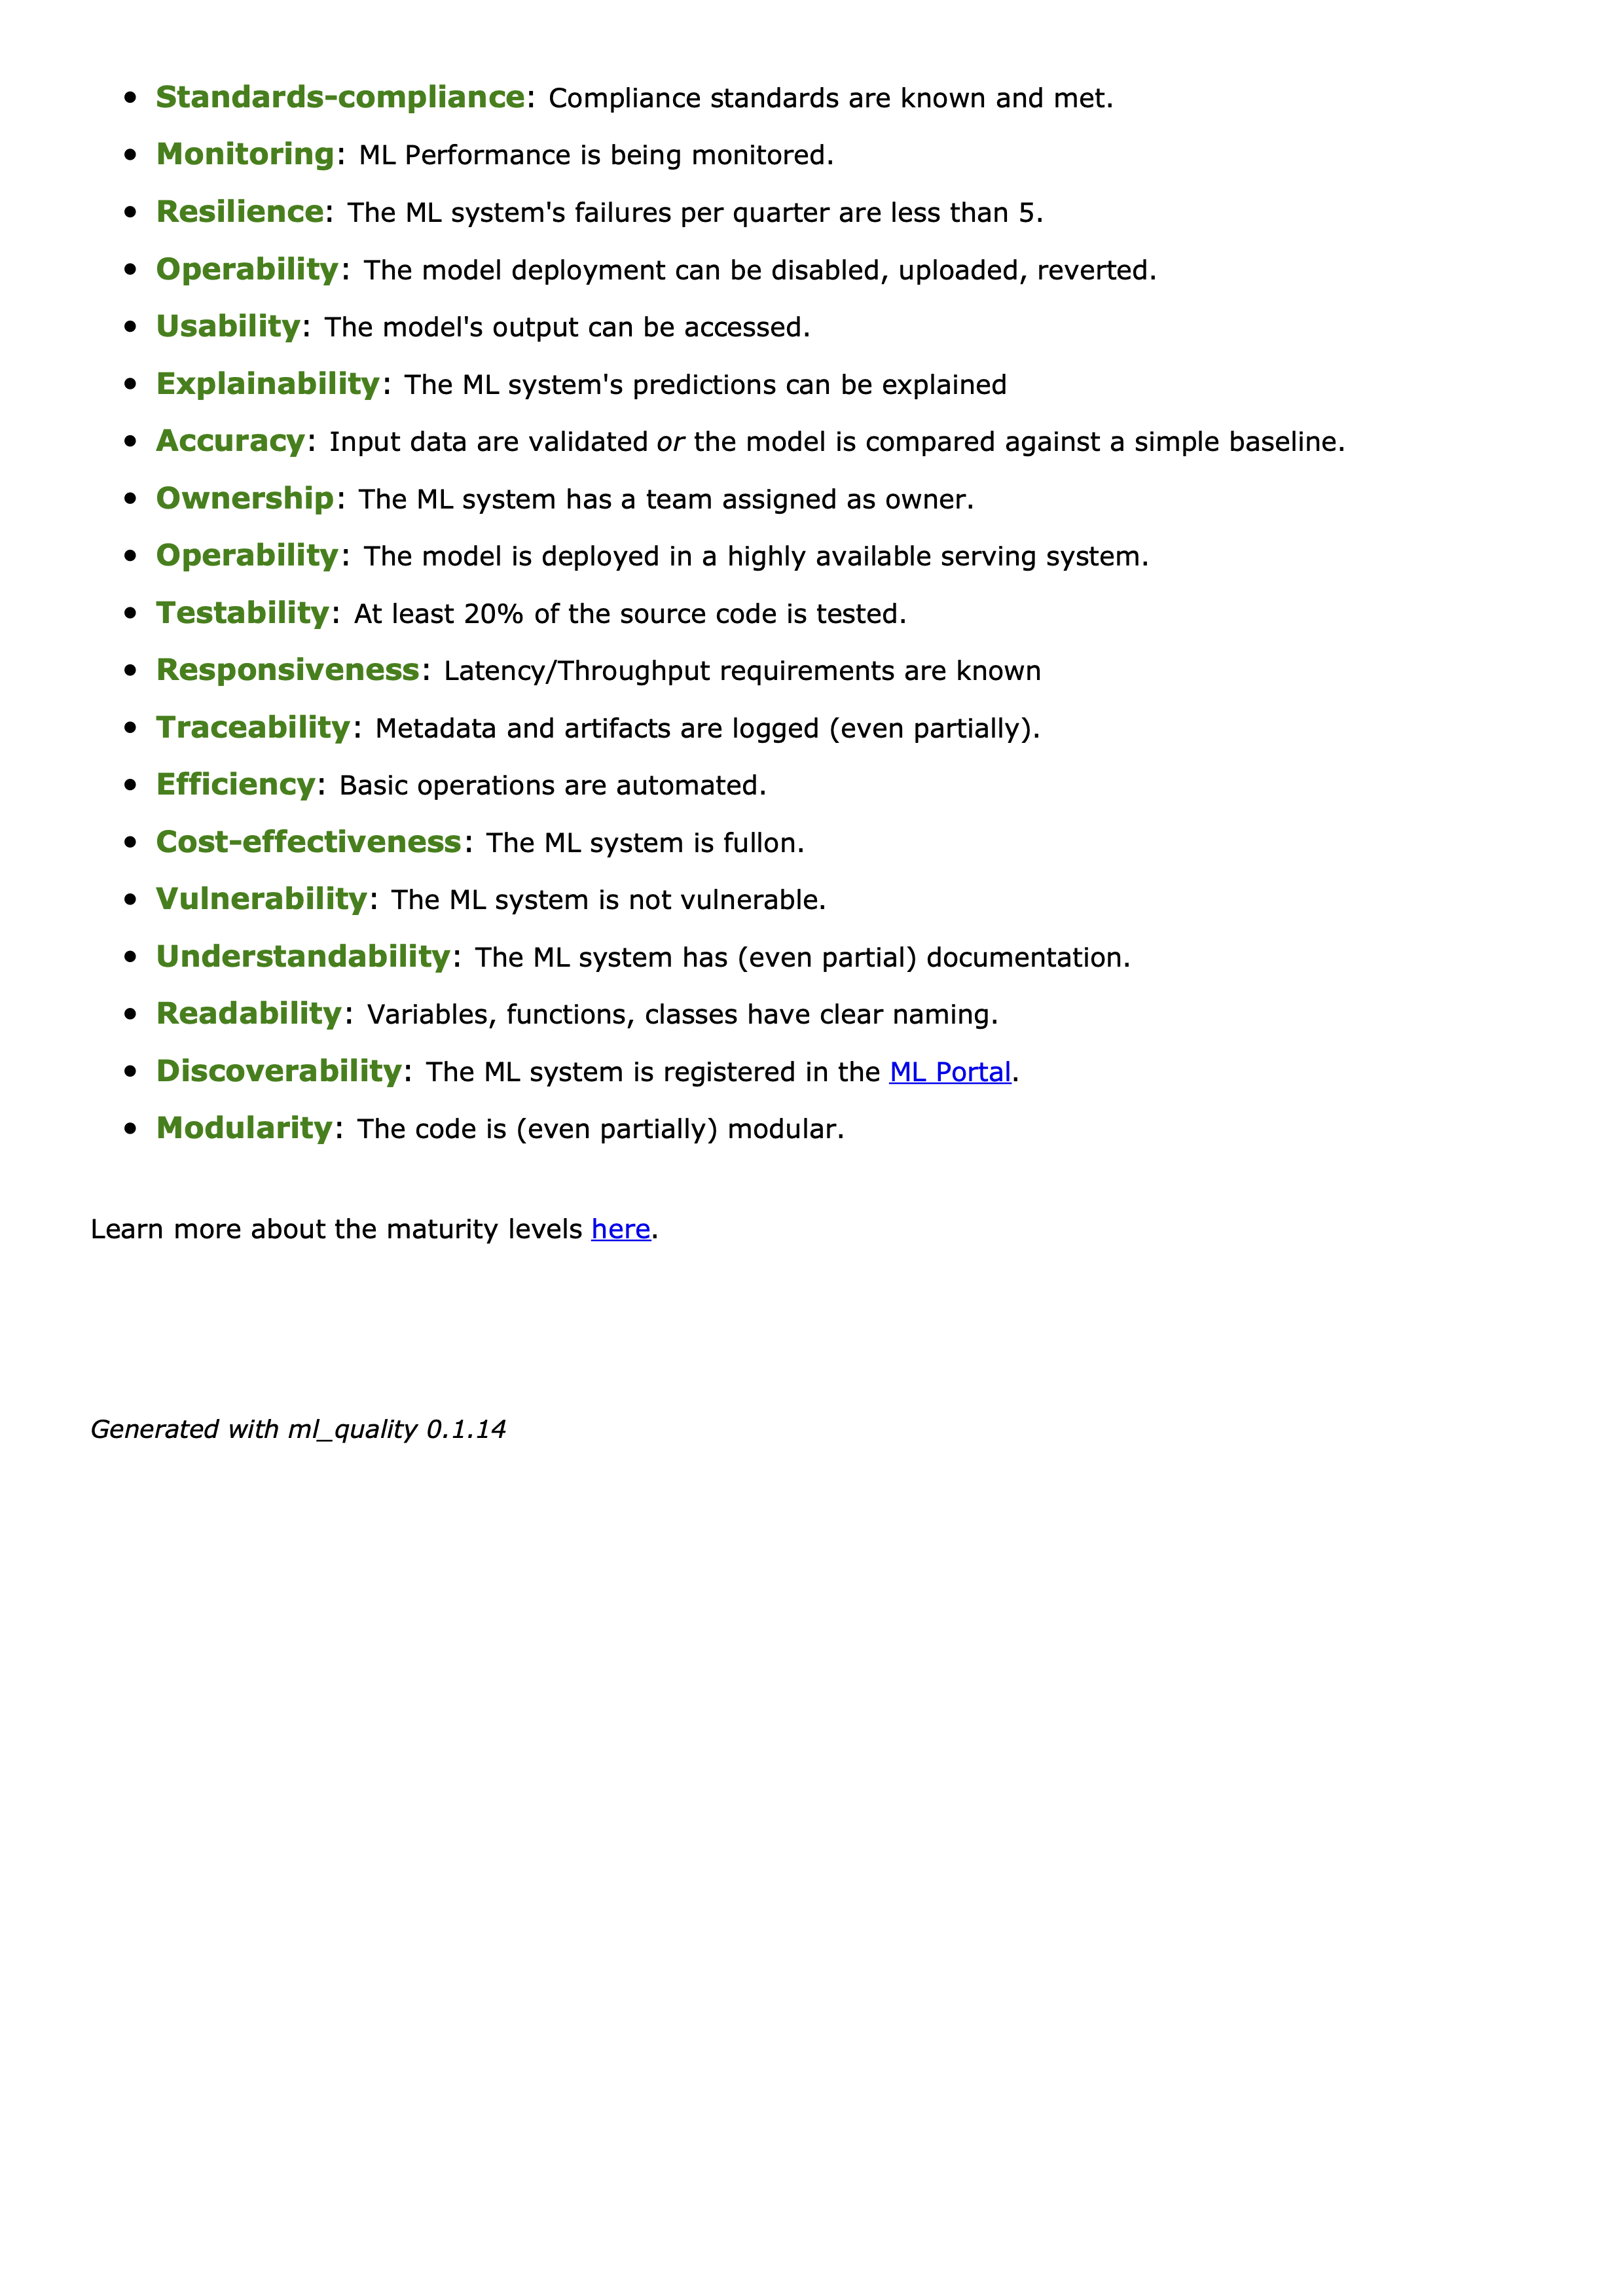 • Standards-compliance: Compliance standards are known and met.
• Monitoring: ML Performance is being monitored.
• Resilience: The ML system's failures per quarter are less than 5.
• Operability: The model deployment can be disabled, uploaded, reverted.
• Usability: The model's output can be accessed.
• Explainability: The ML system's predictions can be explained
• Accuracy: Input data are validated or the model is compared against a simple baseline.
• Ownership: The ML system has a team assigned as owner.
• Operability: The model is deployed in a highly available serving system.
• Testability: At least 20% of the source code is tested.
• Responsiveness: Latency/Throughput requirements are known
• Traceability: Metadata and artifacts are logged (even partially).
• Efficiency: Basic operations are automated.
• Cost-effectiveness: The ML system is fullon.
• Vulnerability: The ML system is not vulnerable.
• Understandability: The ML system has (even partial) documentation.
• Readability: Variables, functions, classes have clear naming.
• Discoverability: The ML system is registered in the ML Portal.
• Modularity: The code is (even partially) modular.
Learn more about the maturity levels here.
Generated with ml_quality 0.1.14